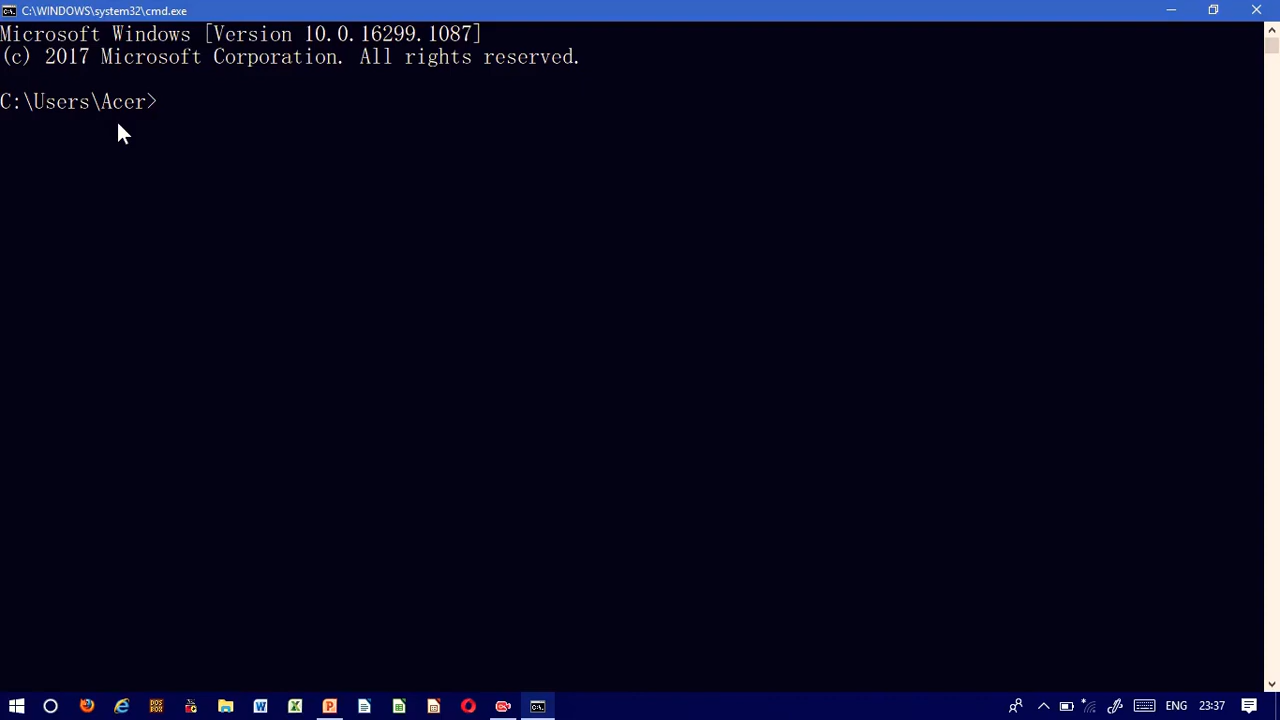 C:\WINDOWS\system32\cmd.exe
Microsoft Windows [Version 10.0.16299.1087]
(c) 2017 Microsoft Corporation. All rights reserved.
C:\Users\Acer>
ENG 23:37